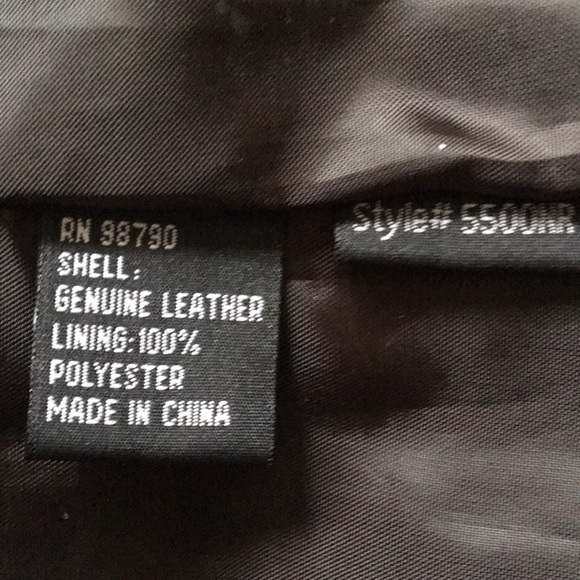 RN 98790
SHELL:
GENUINE LEATHER
LINING:100%
POLYESTER
MADE IN CHINA
Style# 5500NR